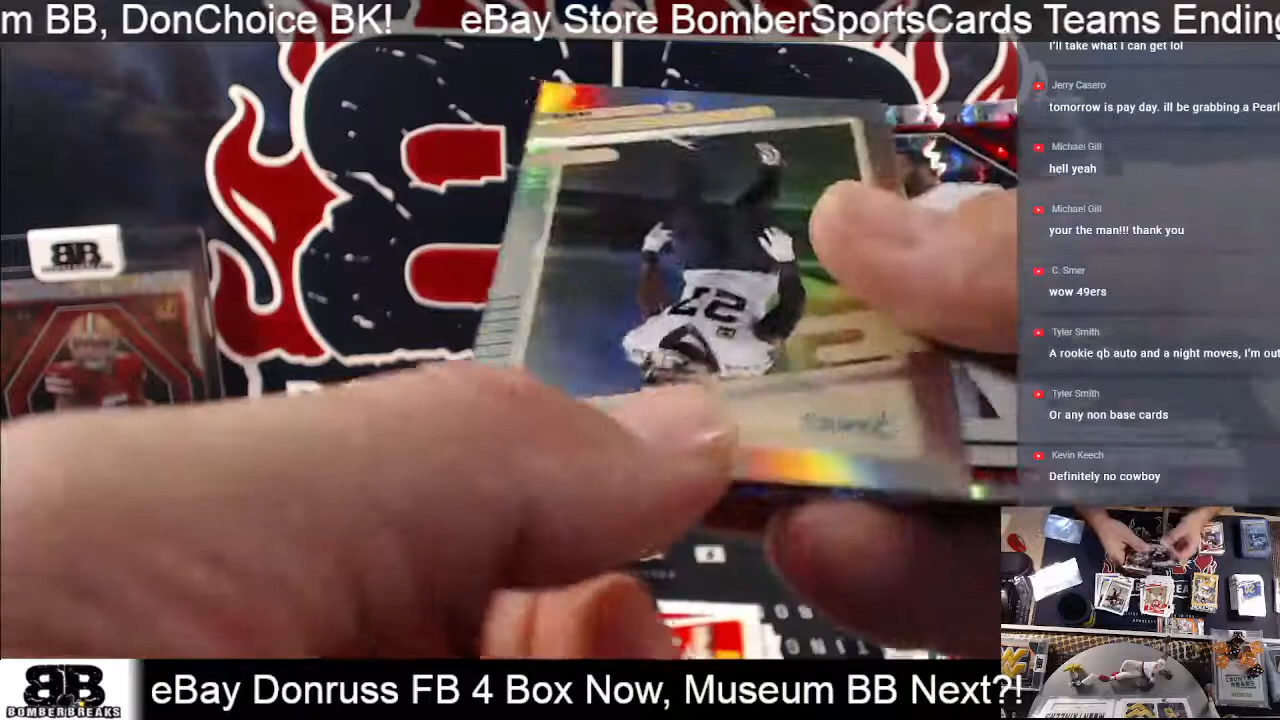 m BB, DonChoice BK!
eBay Store BomberSportsCards Teams Ending
I'll take what I can get lol
Jerry Casero
tomorrow is pay day. ill be grabbing a Pearl
Michael Gill
hell yeah
Michael Gill
your the man!!! thank you
C. Smer
wow 49ers
Tyler Smith
A rookie qb auto and a night moves, I'm out
Tyler Smith
Or any non base cards
Kevin Keech
Definitely no cowboy
22
BB
BOMBERBREAKS
eBay Donruss FB 4 Box Now, Museum BB Next?!